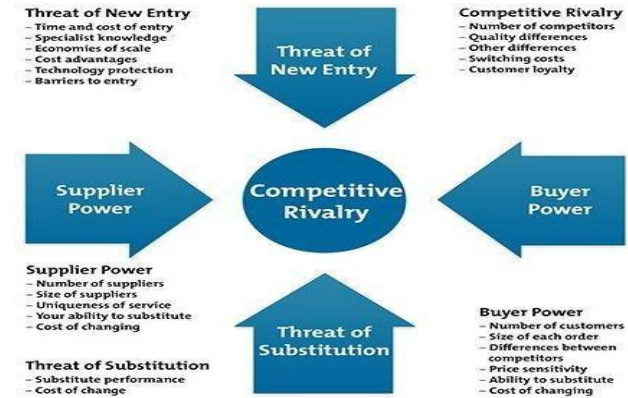 Threat of New Entry
– Time and cost of entry
– Specialist knowledge
– Economies of scale
– Cost advantages
– Technology protection
– Barriers to entry
Threat of
New Entry
Competitive Rivalry
– Number of competitors
– Quality differences
– Other differences
– Switching costs
– Customer loyalty
Supplier
Power
Competitive
Rivalry
Buyer
Power
Supplier Power
– Number of suppliers
– Size of suppliers
– Uniqueness of service
– Your ability to substitute
– Cost of changing
Threat of Substitution
– Substitute performance
– Cost of change
Threat of
Substitution
Buyer Power
– Number of customers
– Size of each order
– Differences between
competitors
– Price sensitivity
– Ability to substitute
– Cost of changing